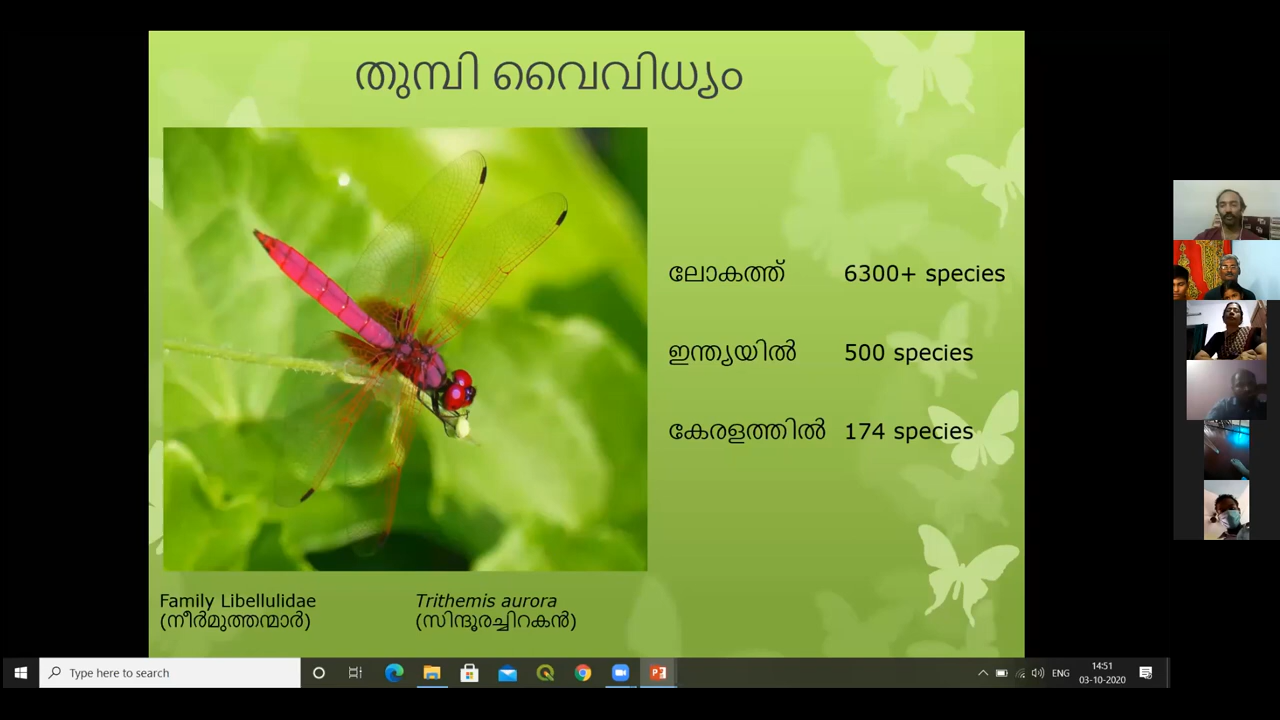 തുമ്പി വൈവിധ്യം
ലോകത്ത് 6300+ species
ഇന്ത്യയിൽ 500 species
കേരളത്തിൽ 174 species
Family Libellulidae
(നീർമുത്തന്മാർ)
Trithemis aurora
(സിന്ദൂരച്ചിറകൻ)
Type here to search
ENG
14:51
03-10-2020